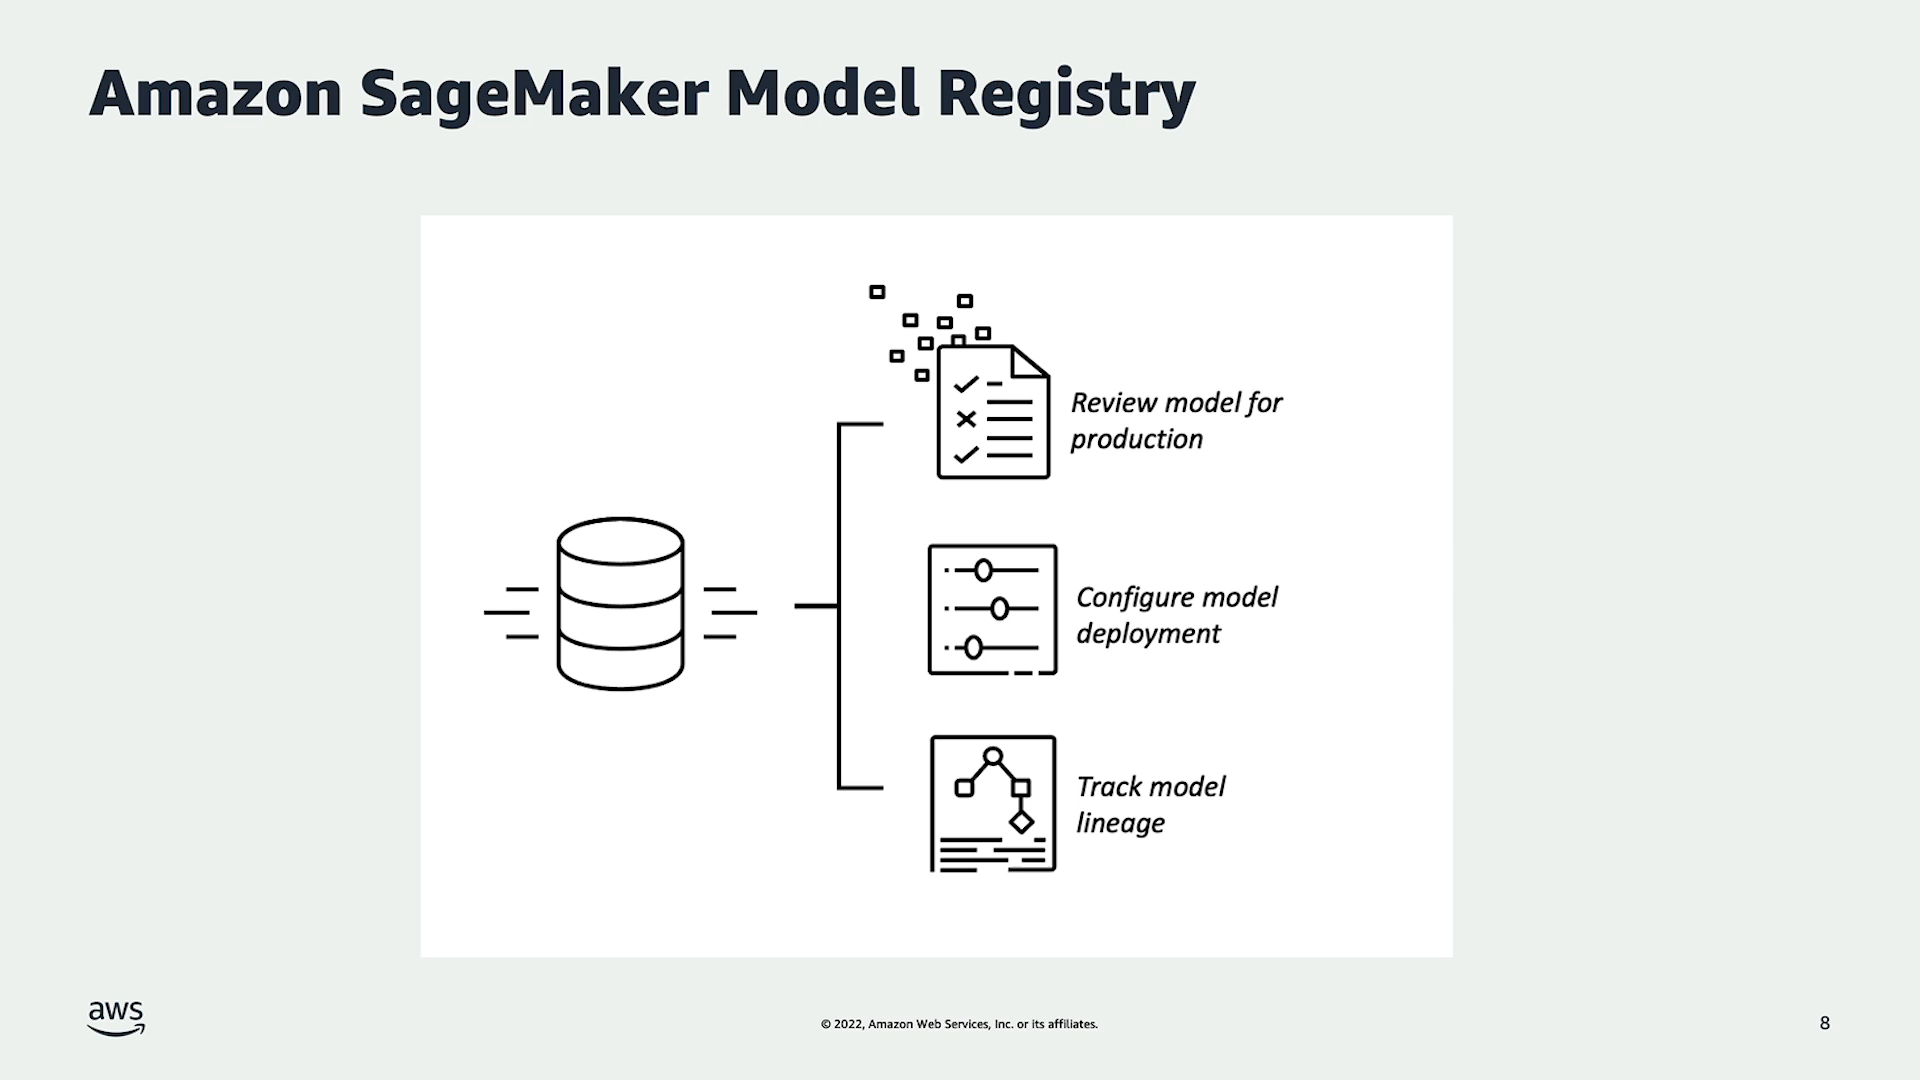 Amazon SageMaker Model Registry
Review model for
production
Configure model
deployment
Track model
lineage
aws
© 2022, Amazon Web Services, Inc. or its affiliates.
8